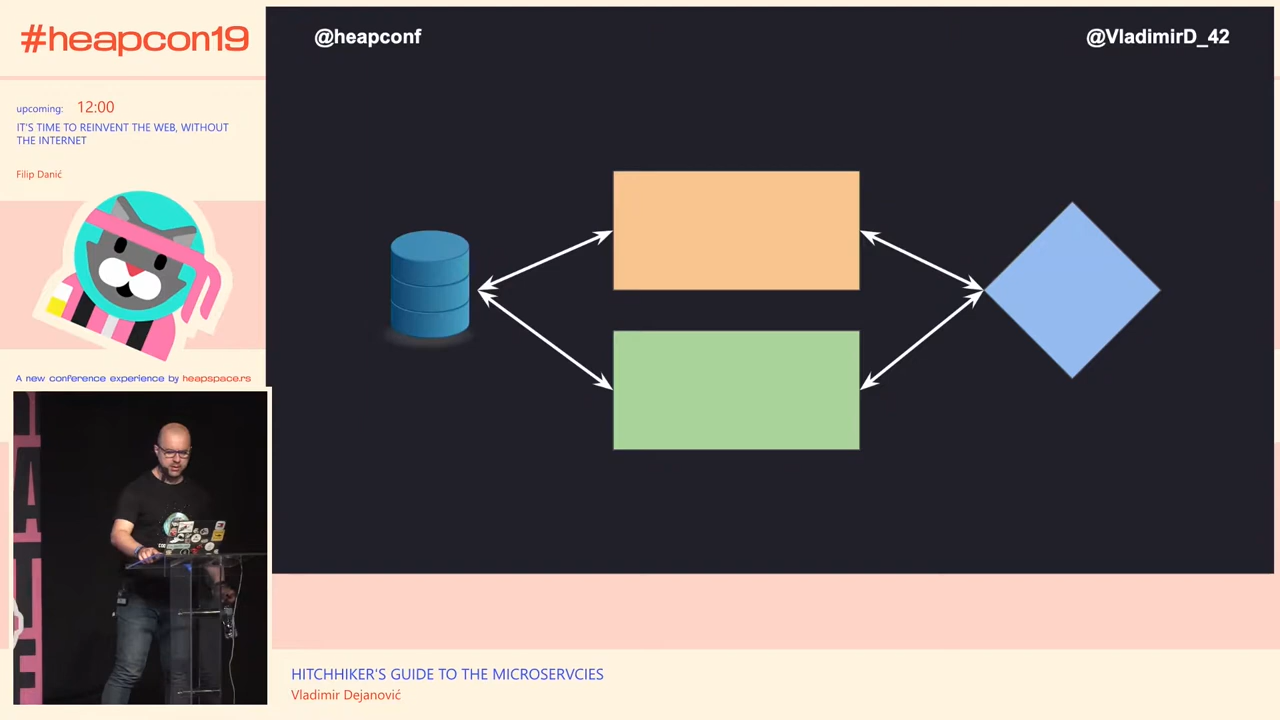 #heapcon19
upcoming: 12:00
IT'S TIME TO REINVENT THE WEB, WITHOUT
THE INTERNET
Filip Danić
A new conference experience by heapspace.rs
@heapconf
@VladimirD_42
HITCHHIKER'S GUIDE TO THE MICROSERVCIES
Vladimir Dejanović